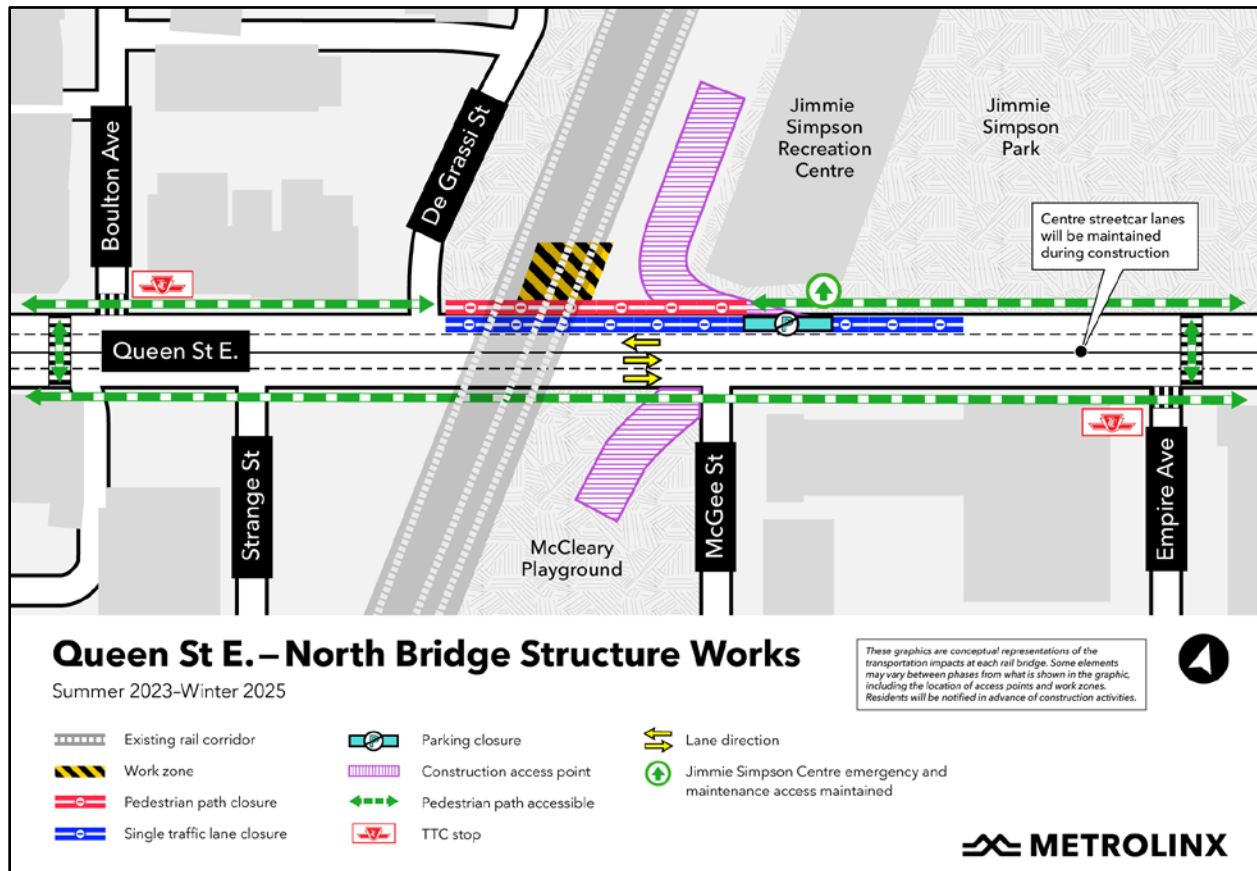 Boulton Ave
De Grassi St
Jimmie
Simpson
Recreation
Centre
Jimmie
Simpson
Park
Centre streetcar lanes
will be maintained
during construction
Queen St E.
P
Strange St
McCleary
Playground
McGee St
Empire Ave
Queen St E.—North Bridge Structure Works
Summer 2023–Winter 2025
These graphics are conceptual representations of the
transportation impacts at each rail bridge. Some elements
may vary between phases from what is shown in the graphic,
including the location of access points and work zones.
Residents will be notified in advance of construction activities.
Existing rail corridor
Work zone
Pedestrian path closure
Single traffic lane closure
P
Parking closure
Construction access point
Pedestrian path accessible
TTC stop
Lane direction
Jimmie Simpson Centre emergency and
maintenance access maintained
METROLINX